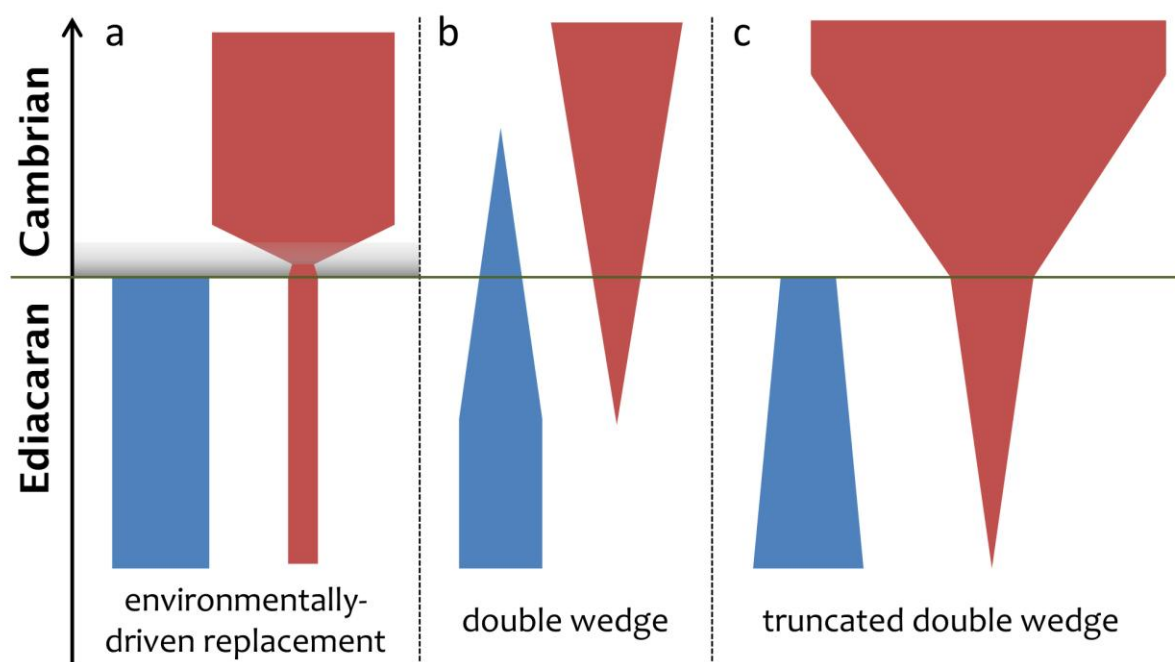 a
b
c
Cambrian
Ediacaran
environmentally-
driven replacement
double wedge
truncated double wedge